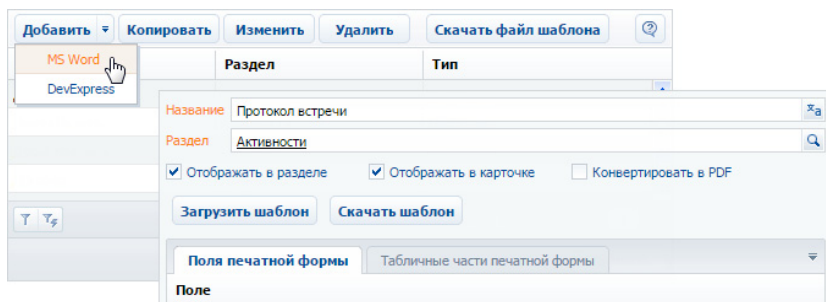 Добавить Копировать Изменить Удалить Скачать файл шаблона
MS Word Раздел Тип
DevExpress
Название Протокол встречи
Раздел Активности
Отображать в разделе Отображать в карточке Конвертировать в PDF
Загрузить шаблон Скачать шаблон
Поля печатной формы Табличные части печатной формы
Поле